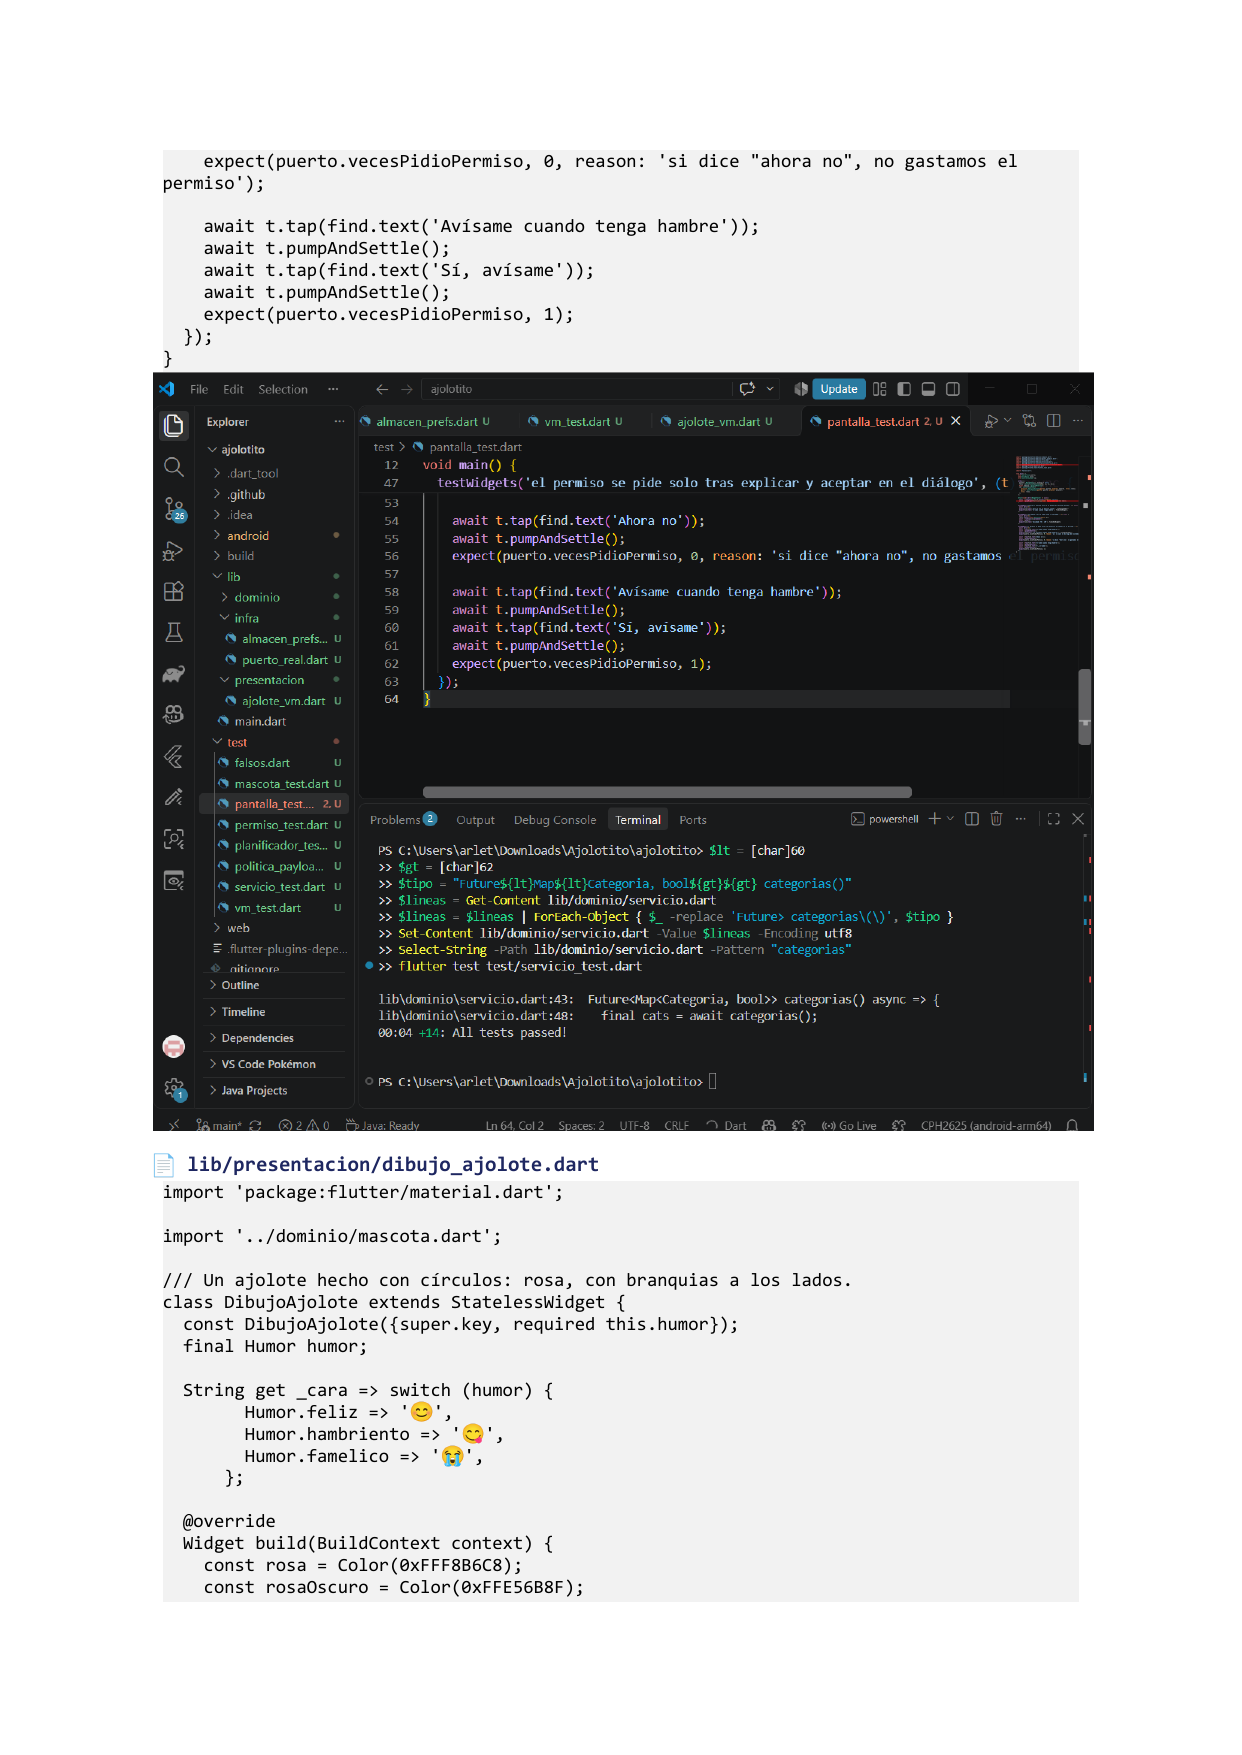 expect(puerto.vecesPidioPermiso, 0, reason: 'si dice "ahora no", no gastamos el
permiso');
await t.tap(find.text('Avísame cuando tenga hambre'));
await t.pumpAndSettle();
await t.tap(find.text('Sí, avísame'));
await t.pumpAndSettle();
expect(puerto.vecesPidioPermiso, 1);
});
}
File Edit Selection ··· ajolotito Update
Explorer ···
ajolotito
.dart_tool
.github
.idea
android
build
lib
dominio
infra
almacen_prefs... U
puerto_real.dart U
presentacion
ajolote_vm.dart U
main.dart
test
falsos.dart U
mascota_test.dart U
pantalla_test.... 2, U
permiso_test.dart U
planificador_tes... U
politica_payloa... U
servicio_test.dart U
vm_test.dart U
web
.flutter-plugins-depe...
.gitignore
Outline
Timeline
Dependencies
VS Code Pokémon
Java Projects
26
1
almacen_prefs.dart U vm_test.dart U ajolote_vm.dart U pantalla_test.dart 2, U
test > pantalla_test.dart
12 void main() {
47 testWidgets('el permiso se pide solo tras explicar y aceptar en el diálogo', (t
53
54 await t.tap(find.text('Ahora no'));
55 await t.pumpAndSettle();
56 expect(puerto.vecesPidioPermiso, 0, reason: 'si dice "ahora no", no gastamos el permiso
57
58 await t.tap(find.text('Avísame cuando tenga hambre'));
59 await t.pumpAndSettle();
60 await t.tap(find.text('Sí, avísame'));
61 await t.pumpAndSettle();
62 expect(puerto.vecesPidioPermiso, 1);
63 });
64 }
Problems 2 Output Debug Console Terminal Ports powershell
PS C:\Users\arlet\Downloads\Ajolotito\ajolotito> $lt = [char]60
>> $gt = [char]62
>> $tipo = "Future${lt}Map${lt}Categoria, bool${gt}${gt} categorias()"
>> $lineas = Get-Content lib/dominio/servicio.dart
>> $lineas = $lineas | ForEach-Object { $_ -replace 'Future> categorias\(\)', $tipo }
>> Set-Content lib/dominio/servicio.dart -Value $lineas -Encoding utf8
>> Select-String -Path lib/dominio/servicio.dart -Pattern "categorias"
>> flutter test test/servicio_test.dart
lib\dominio\servicio.dart:43:  Future<Map<Categoria, bool>> categorias() async => {
lib\dominio\servicio.dart:48:    final cats = await categorias();
00:04 +14: All tests passed!
PS C:\Users\arlet\Downloads\Ajolotito\ajolotito>
main* 2 0 Java: Ready Ln 64, Col 2 Spaces: 2 UTF-8 CRLF Dart Go Live CPH2625 (android-arm64)
📄 lib/presentacion/dibujo_ajolote.dart
import 'package:flutter/material.dart';
import '../dominio/mascota.dart';
/// Un ajolote hecho con círculos: rosa, con branquias a los lados.
class DibujoAjolote extends StatelessWidget {
const DibujoAjolote({super.key, required this.humor});
final Humor humor;
String get _cara => switch (humor) {
Humor.feliz => '😊',
Humor.hambriento => '😋',
Humor.famelico => '😭',
};
@override
Widget build(BuildContext context) {
const rosa = Color(0xFFF8B6C8);
const rosaOscuro = Color(0xFFE56B8F);